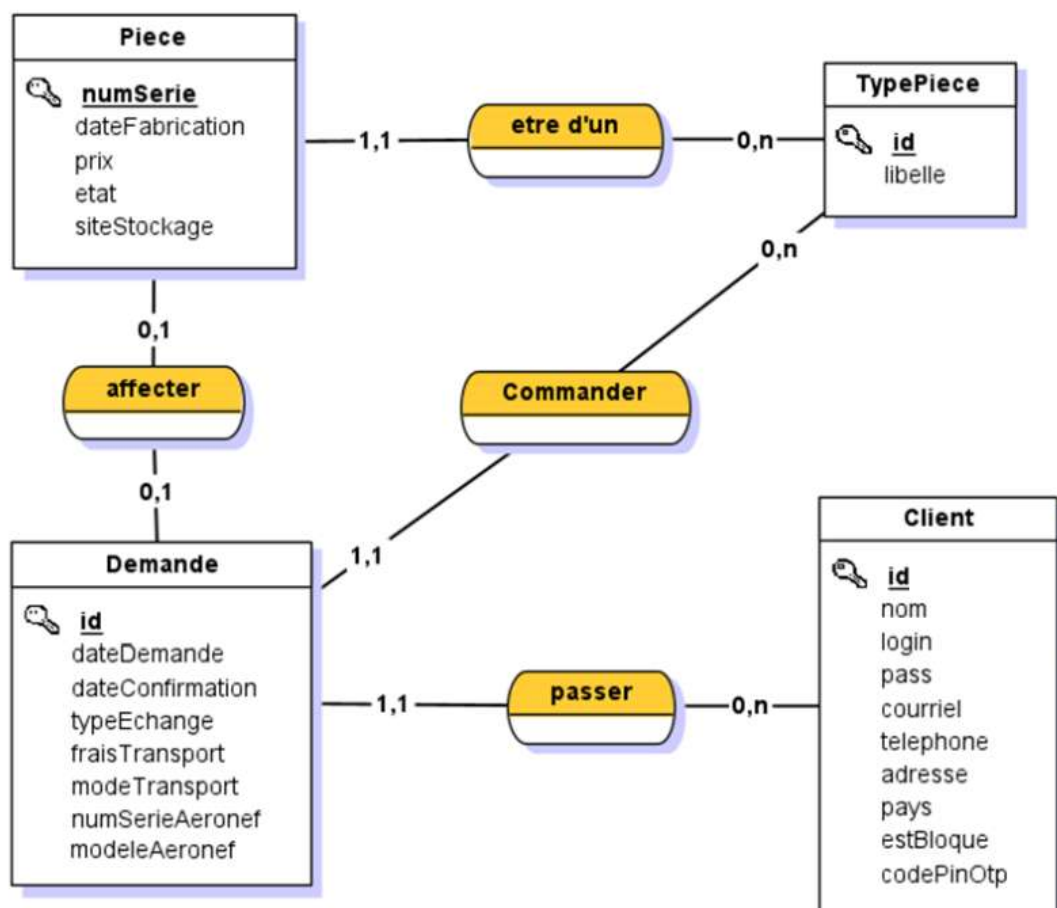 Piece
numSerie
dateFabrication
prix
etat
siteStockage
1,1
etre d'un
0,n
TypePiece
id
libelle
0,n
0,1
affecter
Commander
0,1
1,1
Demande
id
dateDemande
dateConfirmation
typeEchange
fraisTransport
modeTransport
numSerieAeronef
modeleAeronef
1,1
passer
0,n
Client
id
nom
login
pass
courriel
telephone
adresse
pays
estBloque
codePinOtp